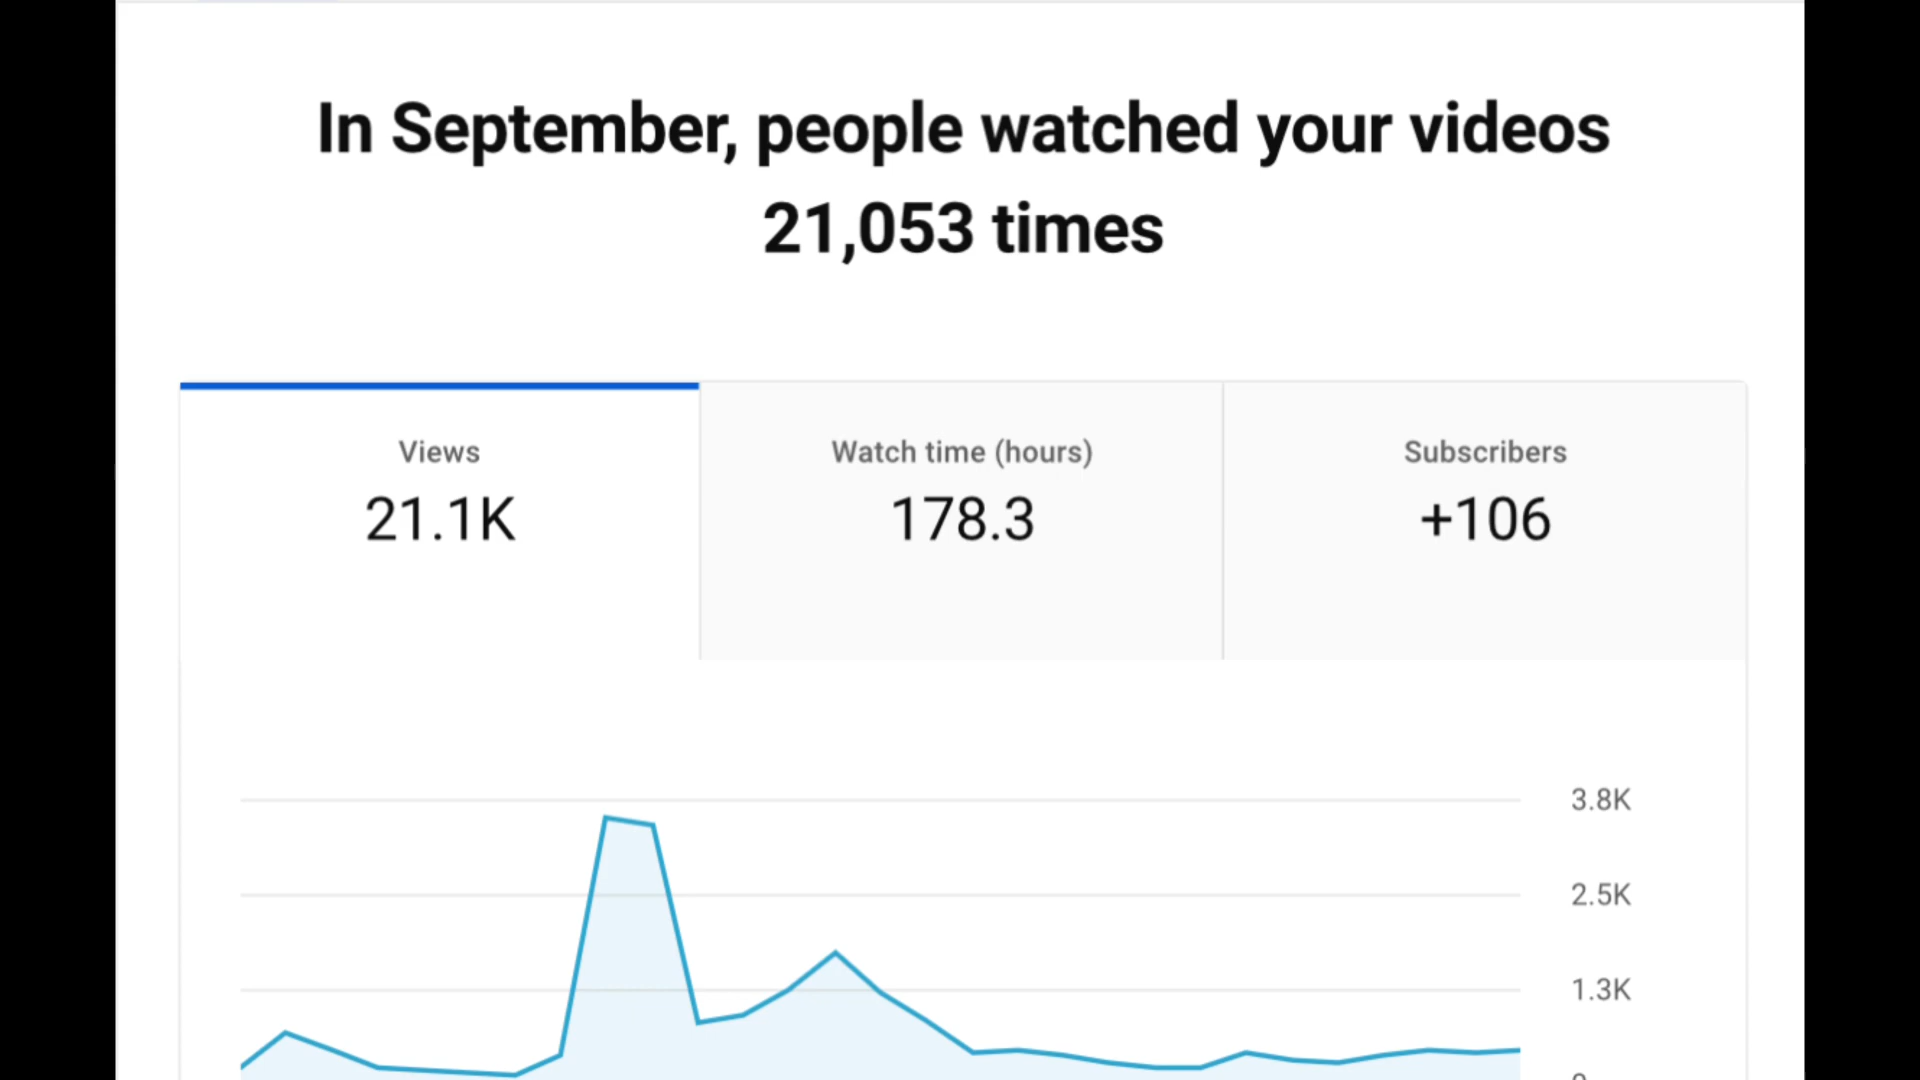 In September, people watched your videos
21,053 times
Views
21.1K
Watch time (hours)
178.3
Subscribers
+106
3.8K
2.5K
1.3K